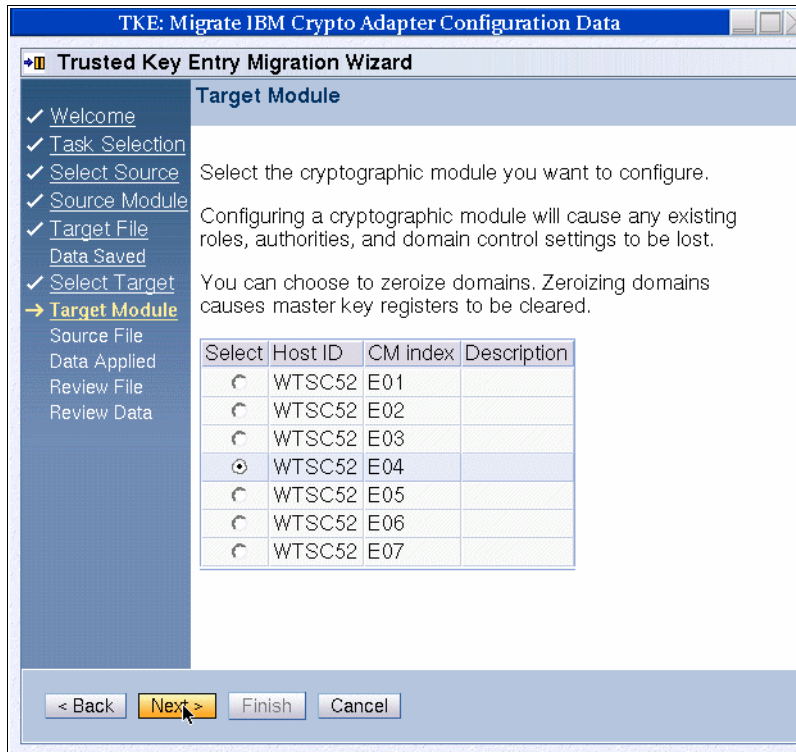 TKE: Migrate IBM Crypto Adapter Configuration Data
Trusted Key Entry Migration Wizard
Welcome
Task Selection
Select Source
Source Module
Target File
Data Saved
Select Target
Target Module
Source File
Data Applied
Review File
Review Data
Target Module
Select the cryptographic module you want to configure.
Configuring a cryptographic module will cause any existing
roles, authorities, and domain control settings to be lost.
You can choose to zeroize domains. Zeroizing domains
causes master key registers to be cleared.
Select Host ID CM index Description
WTSC52 E01
WTSC52 E02
WTSC52 E03
WTSC52 E04
WTSC52 E05
WTSC52 E06
WTSC52 E07
< Back Next > Finish Cancel